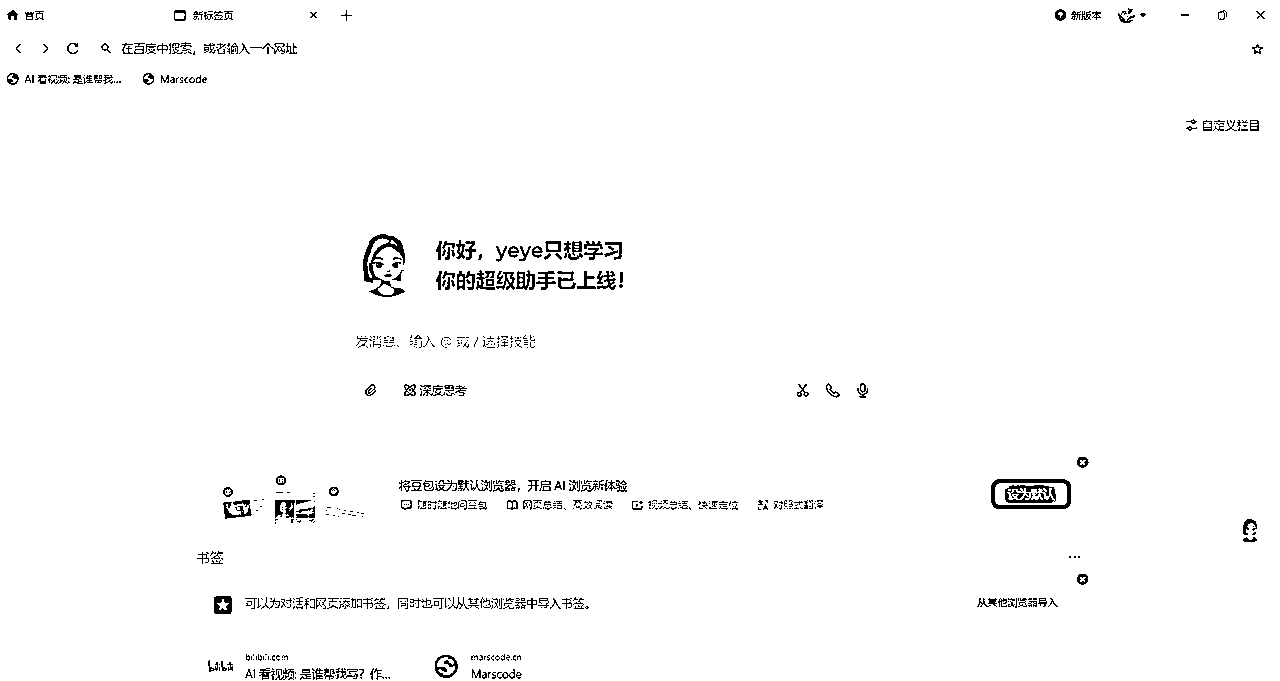 首页
新标签页
新版本
在百度中搜索，或者输入一个网址
AI 看视频: 是谁帮我...
Marscode
自定义栏目
你好，yeye只想学习
你的超级助手已上线！
发消息、输入 @ 或 / 选择技能
深度思考
将豆包设为默认浏览器，开启 AI 浏览新体验
随时随地问豆包
网页总结、高效阅读
视频总结、快速定位
对照式翻译
设为默认
书签
...
可以为对话和网页添加书签，同时也可以从其他浏览器中导入书签。
从其他浏览器导入
bilibili
bilibili.com
AI 看视频: 是谁帮我写？作...
marscode.cn
Marscode